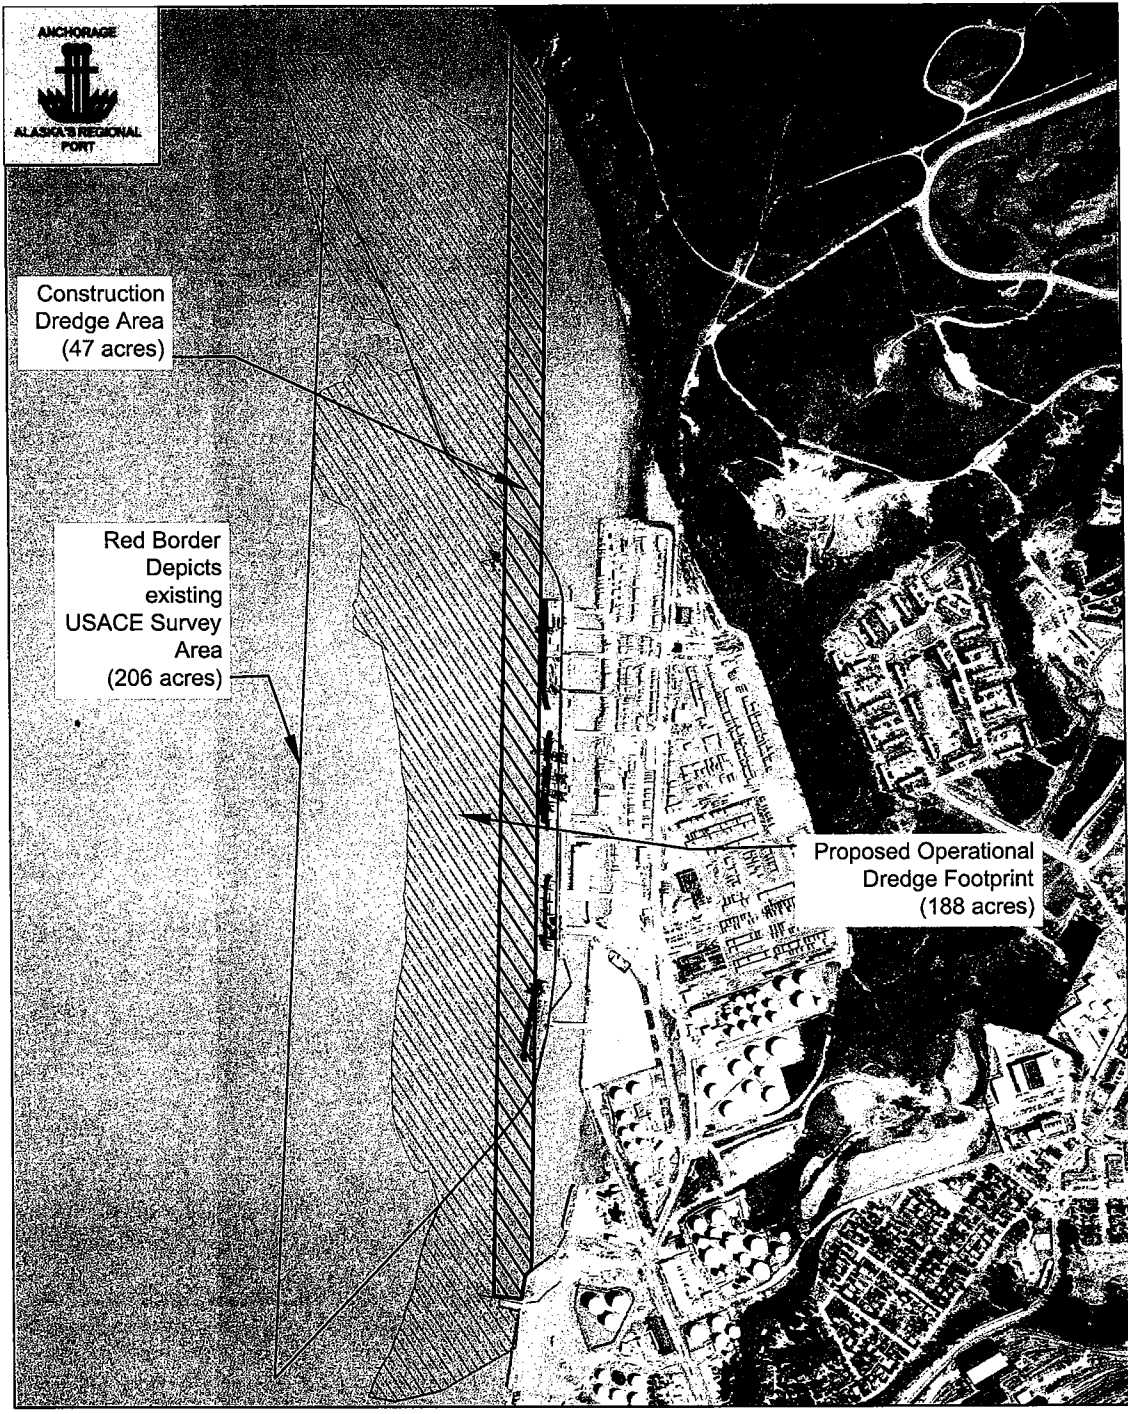 ANCHORAGE
ALASKA'S REGIONAL
PORT
Construction
Dredge Area
(47 acres)
Red Border
Depicts
existing
USACE Survey
Area
(206 acres)
Proposed Operational
Dredge Footprint
(188 acres)